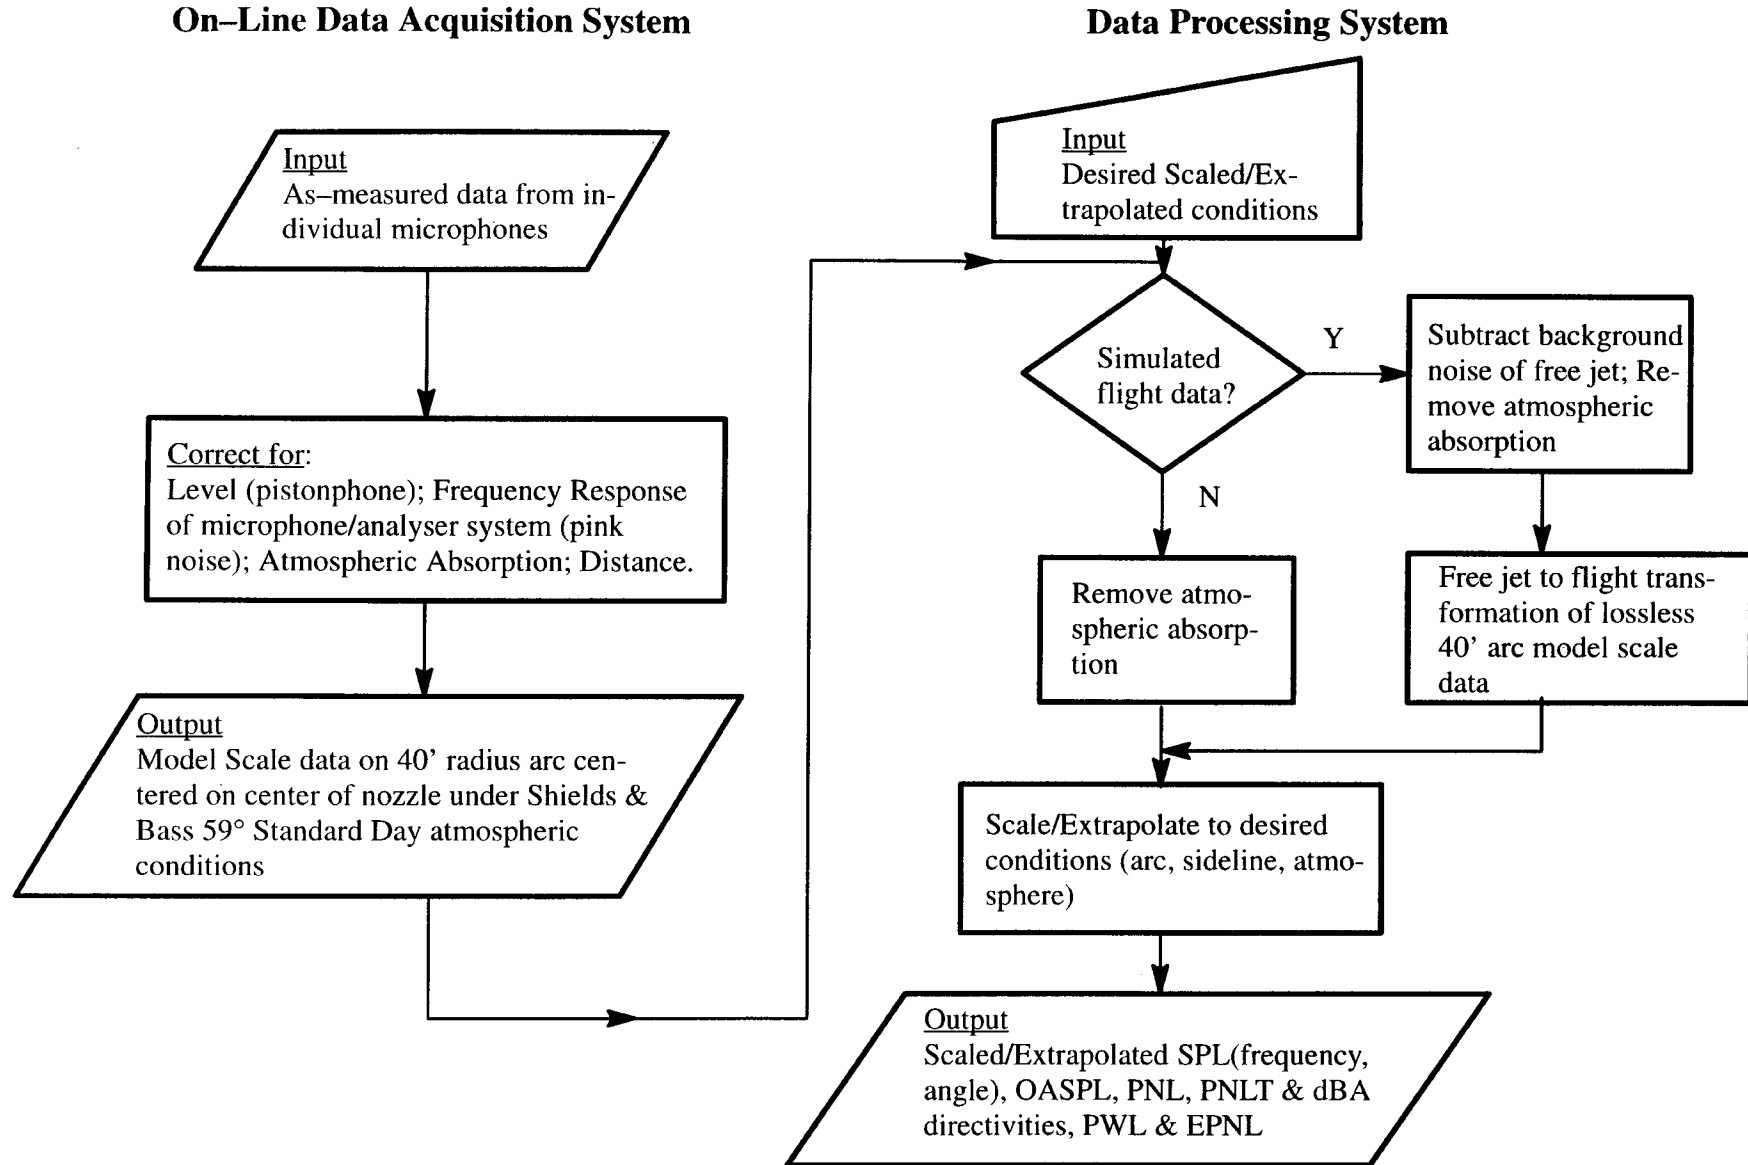 On–Line Data Acquisition System
Input
As–measured data from in-
dividual microphones
Correct for:
Level (pistonphone); Frequency Response
of microphone/analyser system (pink
noise); Atmospheric Absorption; Distance.
Output
Model Scale data on 40' radius arc cen-
tered on center of nozzle under Shields &
Bass 59° Standard Day atmospheric
conditions
Data Processing System
Input
Desired Scaled/Ex-
trapolated conditions
Simulated
flight data?
Y
Subtract background
noise of free jet; Re-
move atmospheric
absorption
N
Remove atmo-
spheric absorp-
tion
Free jet to flight trans-
formation of lossless
40' arc model scale
data
Scale/Extrapolate to desired
conditions (arc, sideline, atmo-
sphere)
Output
Scaled/Extrapolated SPL(frequency,
angle), OASPL, PNL, PNLT & dBA
directivities, PWL & EPNL